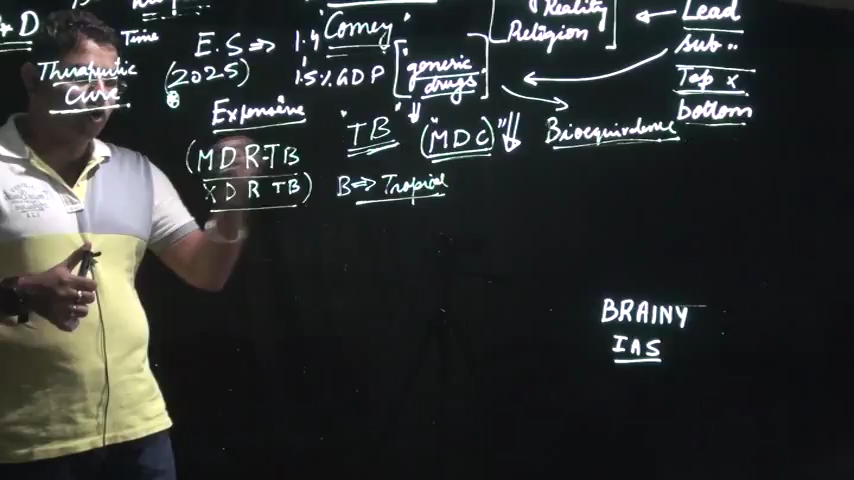 Reality
Religion
Lead
sub "
Top x
bottom
& D
Time
"Comey"
E.S ⇒ 1.4
Therapeutic
Cure
(2025)
1.5% GDP
"generic
drugs"
Expensive
"TB"
("MDC")
Bioequivdence
(MDR-TB
XDR TB)
B ⇒ Tropical
BRAINY
IAS